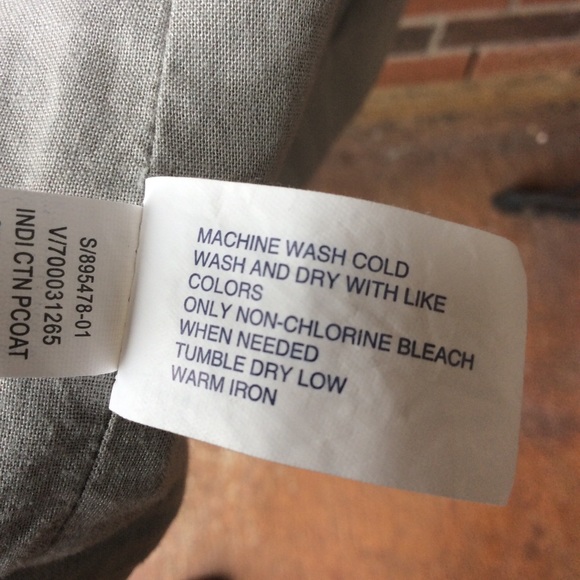 S/895478-01
V/700031265
INDI CTN PCOAT
MACHINE WASH COLD
WASH AND DRY WITH LIKE
COLORS
ONLY NON-CHLORINE BLEACH
WHEN NEEDED
TUMBLE DRY LOW
WARM IRON